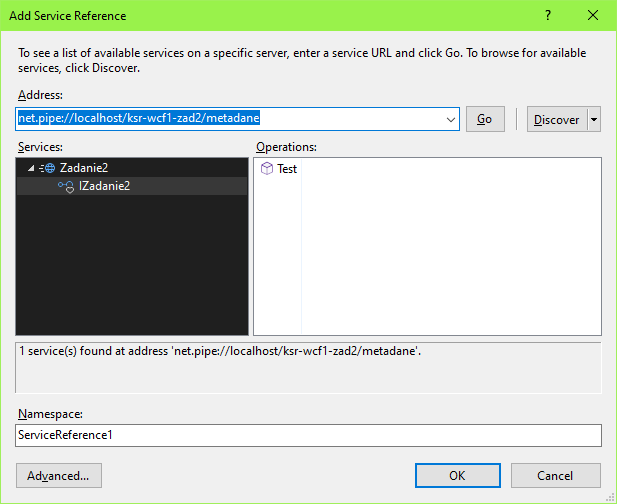 Add Service Reference
?
To see a list of available services on a specific server, enter a service URL and click Go. To browse for available
services, click Discover.
Address:
net.pipe://localhost/ksr-wcf1-zad2/metadane
Go
Discover
Services:
Operations:
Zadanie2
IZadanie2
Test
1 service(s) found at address 'net.pipe://localhost/ksr-wcf1-zad2/metadane'.
Namespace:
ServiceReference1
Advanced...
OK
Cancel